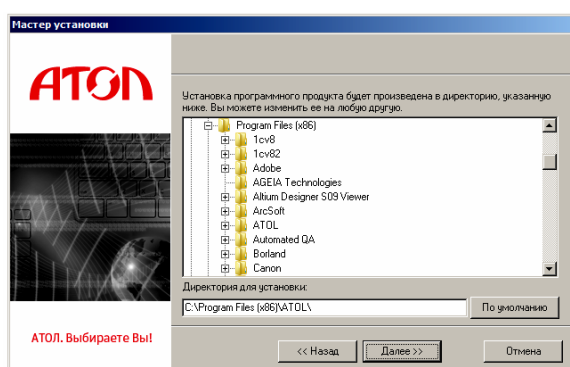 Мастер установки
АТОЛ
Установка программного продукта будет произведена в директорию, указанную
ниже. Вы можете изменить ее на любую другую.
Program Files (x86)
1cv8
1cv82
Adobe
AGEIA Technologies
Altium Designer S09 Viewer
ArcSoft
ATOL
Automated QA
Borland
Canon
Директория для установки:
C:\Program Files (x86)\ATOL\
По умолчанию
АТОЛ. Выбираете Вы!
<< Назад
Далее >>
Отмена